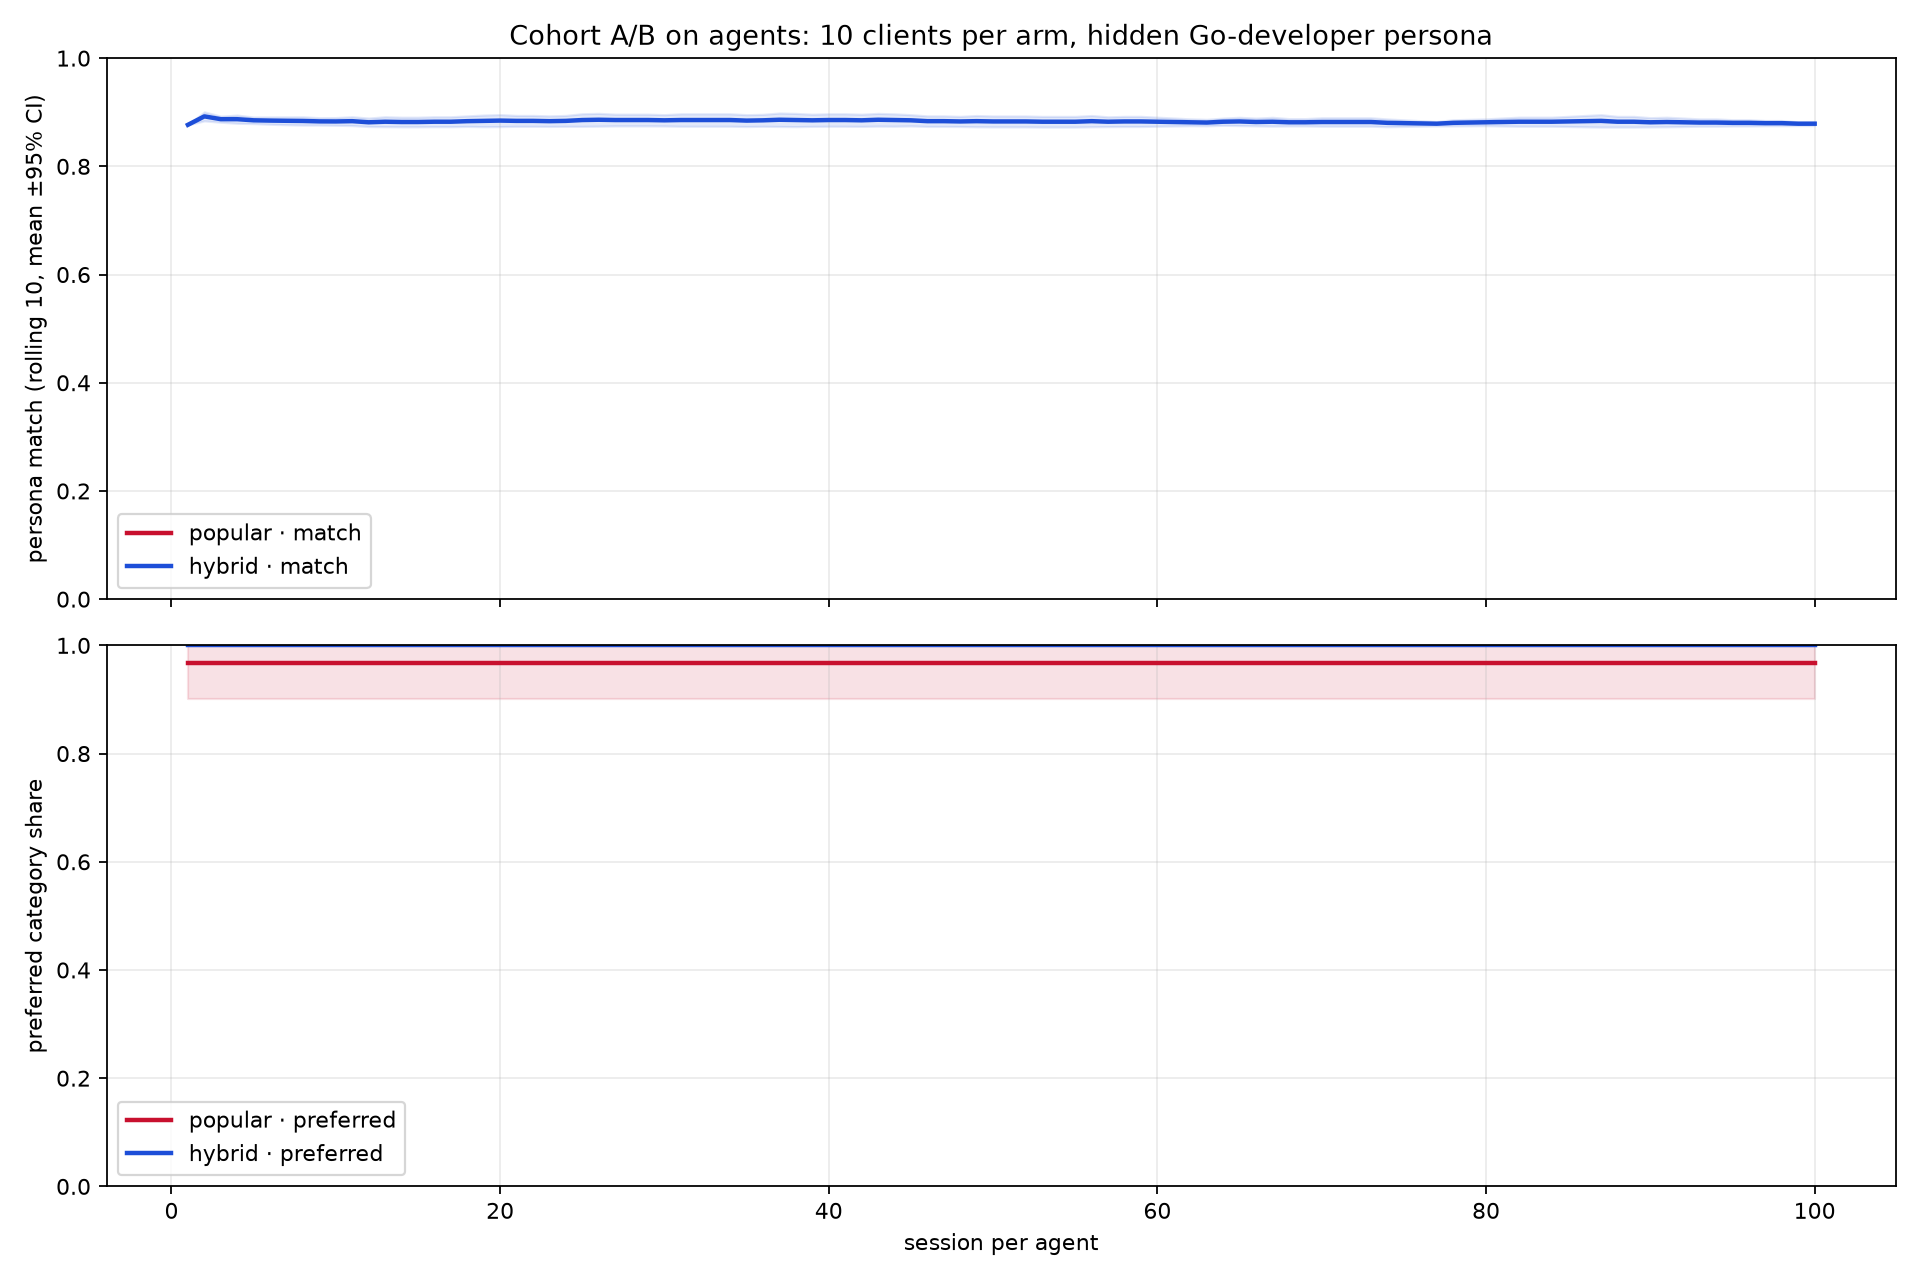 Cohort A/B on agents: 10 clients per arm, hidden Go-developer persona
persona match (rolling 10, mean ±95% CI)
1.0
0.8
0.6
0.4
0.2
0.0
popular · match
hybrid · match
preferred category share
1.0
0.8
0.6
0.4
0.2
0.0
popular · preferred
hybrid · preferred
0 20 40 60 80 100
session per agent